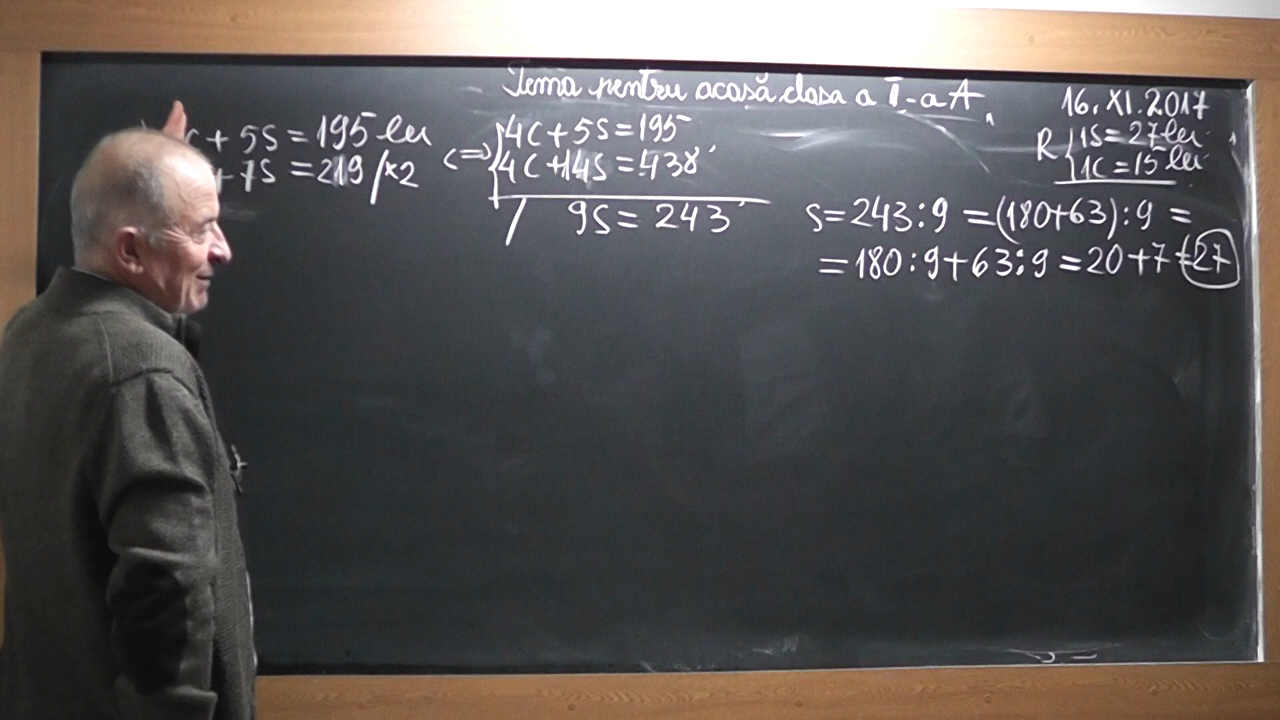 Tema pentru acasă clasa a V-a A
16.XI.2017
R { 1S = 27 lei
1C = 15 lei
C + 5S = 195 lei
+ 7S = 219 /×2
<=> { 4C + 5S = 195
4C + 14S = 438
/ 9S = 243
S = 243 : 9 = (180+63) : 9 =
= 180 : 9 + 63 : 9 = 20 + 7 = 27